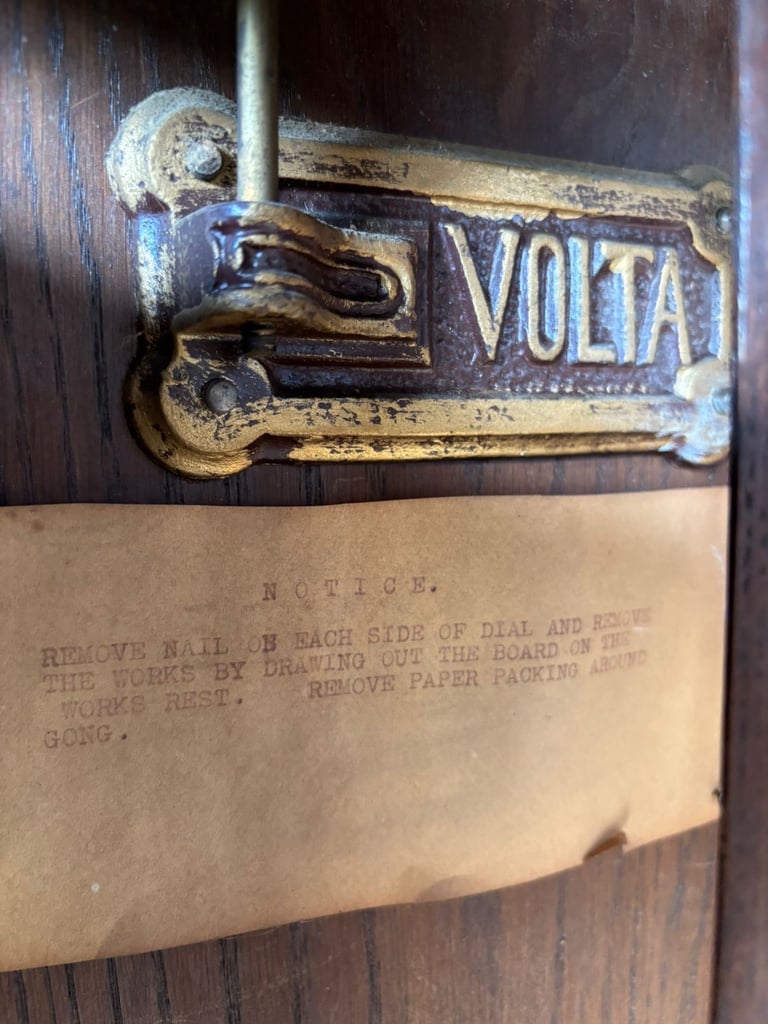 VOLTA
NOTICE.
REMOVE NAIL ON EACH SIDE OF DIAL AND REMOVE
THE WORKS BY DRAWING OUT THE BOARD ON THE
WORKS REST. REMOVE PAPER PACKING AROUND
GONG.